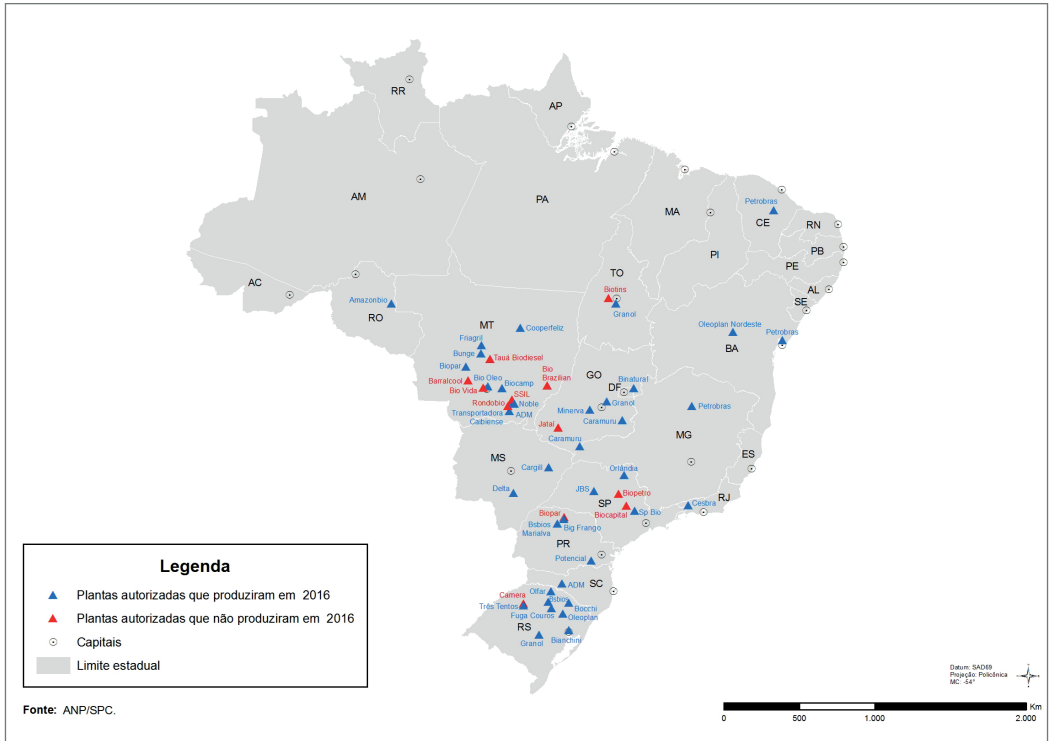 RR
AP
AM
PA
MA
Petrobras
CE
RN
PB
PI
PE
AL
SE
AC
TO
Biotins
Granol
Amazonbio
RO
MT
Cooperfeliz
Oleoplan Nordeste
Petrobras
BA
Friagril
Bunge
Tauá Biodiesel
Biopar
Barralcool
Bio Oleo
Bio Vida
Biocamp
Bio
Brazilian
GO
DF
Binatural
SSIL
Rondobio
Noble
Transportadora
Caibiense
ADM
Minerva
Granol
Caramuru
Petrobras
Jataí
Caramuru
MG
ES
MS
Cargill
Orlândia
Delta
JBS
Biopetro
SP
Biocapital
Sp Bio
Cesbra
RJ
Biopar
Bsbios
Marialva
Big Frango
PR
Potencial
ADM
SC
Olfar
Camera
Bsbios
Três Tentos
Bocchi
Fuga Couros
Oleoplan
RS
Granol
Bianchini
Legenda
Plantas autorizadas que produziram em 2016
Plantas autorizadas que não produziram em 2016
Capitais
Limite estadual
Fonte: ANP/SPC.
Datum: SAD69
Projeção: Policônica
MC: -54°
Km
0 500 1.000 2.000